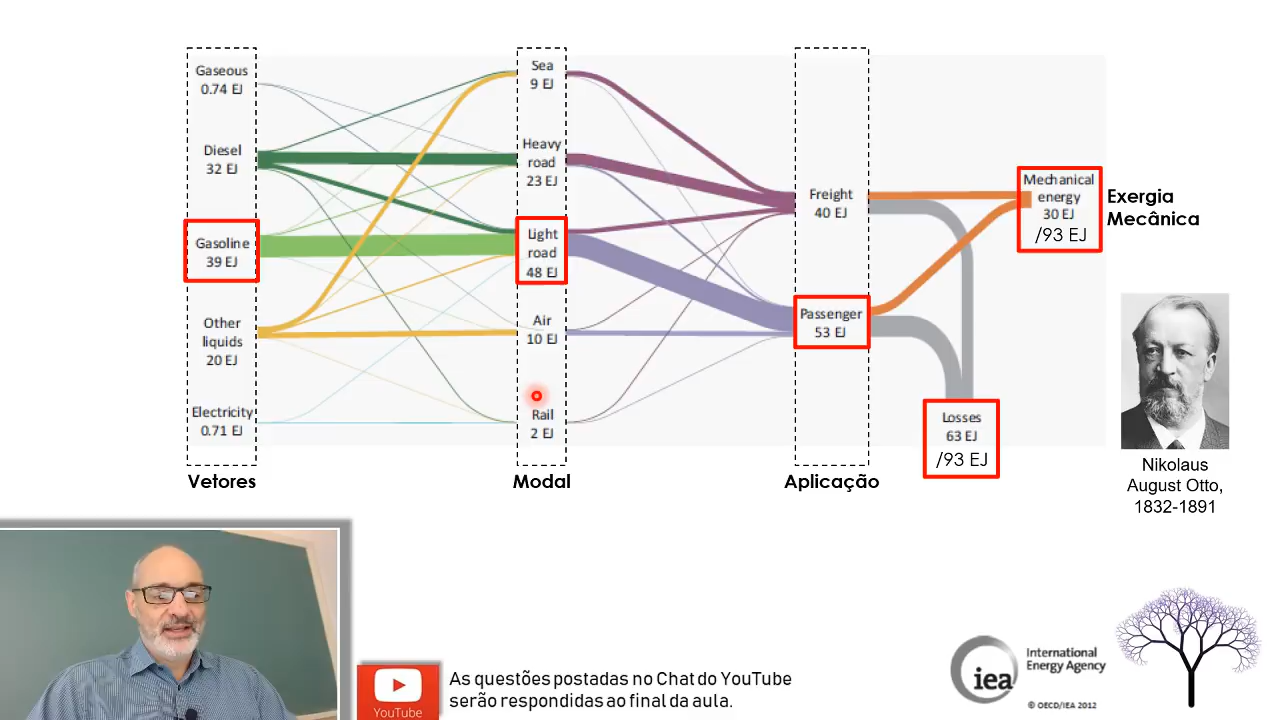 Gaseous
0.74 EJ
Diesel
32 EJ
Gasoline
39 EJ
Other
liquids
20 EJ
Electricity
0.71 EJ
Vetores
Sea
9 EJ
Heavy
road
23 EJ
Light
road
48 EJ
Air
10 EJ
Rail
2 EJ
Modal
Freight
40 EJ
Passenger
53 EJ
Aplicação
Mechanical
energy
30 EJ
/93 EJ
Exergia
Mecânica
Losses
63 EJ
/93 EJ
Nikolaus
August Otto,
1832-1891
YouTube
As questões postadas no Chat do YouTube
serão respondidas ao final da aula.
iea
International
Energy Agency
© OECD/IEA 2012